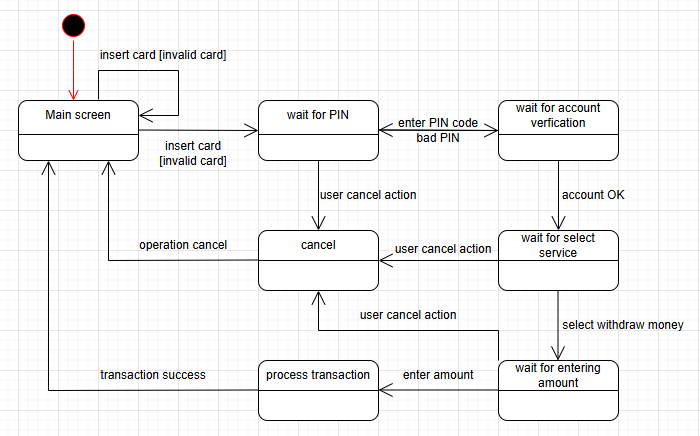 insert card [invalid card]
Main screen
wait for PIN
wait for account
verfication
enter PIN code
bad PIN
insert card
[invalid card]
user cancel action
account OK
operation cancel
cancel
user cancel action
wait for select
service
user cancel action
select withdraw money
transaction success
process transaction
enter amount
wait for entering
amount